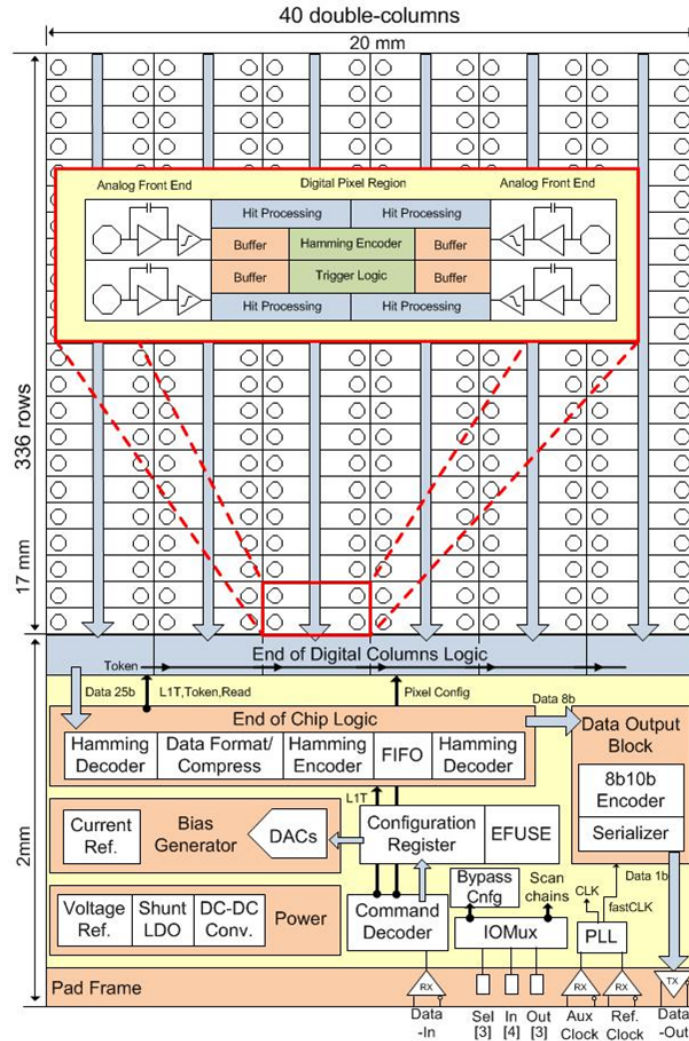 40 double-columns
20 mm
336 rows
17 mm
Analog Front End
Digital Pixel Region
Analog Front End
Hit Processing
Hit Processing
Buffer
Hamming Encoder
Buffer
Buffer
Trigger Logic
Buffer
Hit Processing
Hit Processing
End of Digital Columns Logic
Token
Data 25b
L1T,Token,Read
Pixel Config
Data 8b
2mm
End of Chip Logic
Hamming
Decoder
Data Format/
Compress
Hamming
Encoder
FIFO
Hamming
Decoder
Data Output
Block
8b10b
Encoder
Serializer
L1T
Current
Ref.
Bias
Generator
DACs
Configuration
Register
EFUSE
Data 1b
Bypass
Cnfg
Scan
chains
CLK
fastCLK
Voltage
Ref.
Shunt
LDO
DC-DC
Conv.
Power
Command
Decoder
IOMux
PLL
Pad Frame
RX
RX
RX
TX
Data
-In
Sel
[3]
In
[4]
Out
[3]
Aux
Clock
Ref.
Clock
Data
-Out